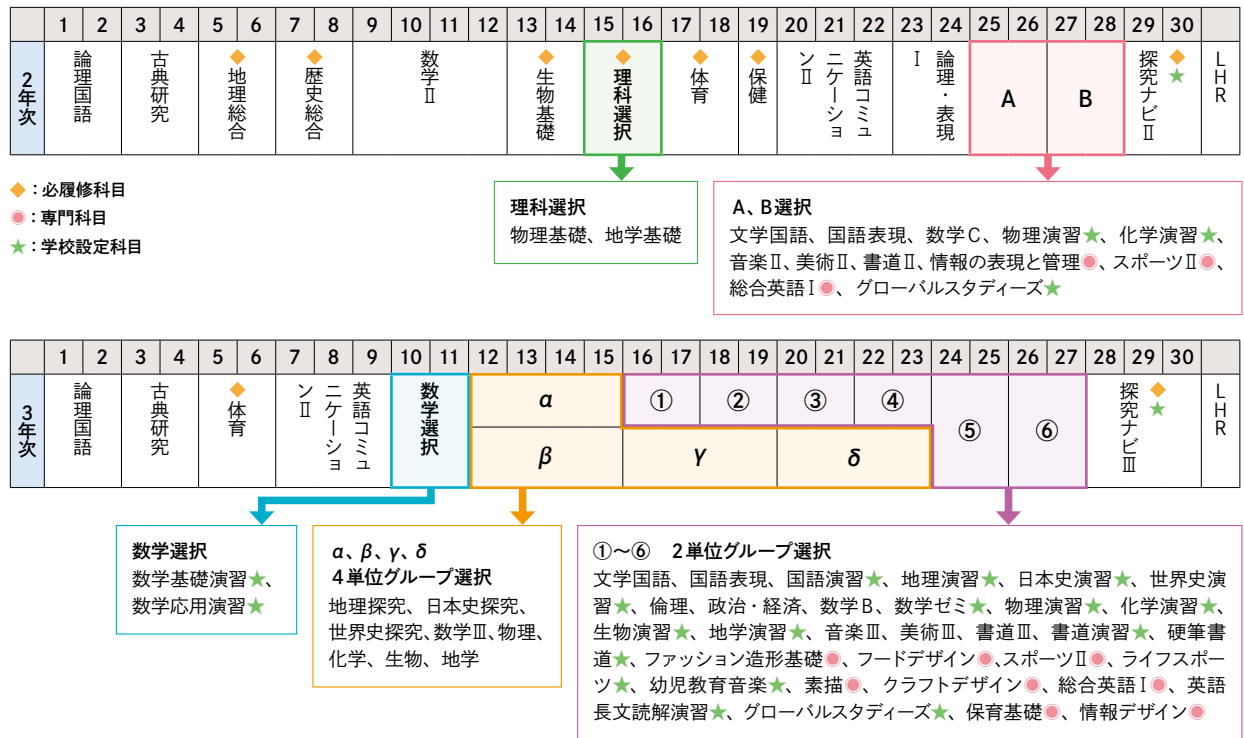 1 2 3 4 5 6 7 8 9 10 11 12 13 14 15 16 17 18 19 20 21 22 23 24 25 26 27 28 29 30
2年次
論理国語
古典研究
◆地理総合
◆歴史総合
数学Ⅱ
◆生物基礎
◆理科選択
◆体育
◆保健
英語コミュ
ニケーショ
ンⅡ
論理・表現
Ⅰ
A
B
◆★
探究ナビⅡ
LHR
◆：必履修科目
◉：専門科目
★：学校設定科目
理科選択
物理基礎、地学基礎
A、B選択
文学国語、国語表現、数学C、物理演習★、化学演習★、
音楽Ⅱ、美術Ⅱ、書道Ⅱ、情報の表現と管理◉、スポーツⅡ◉、
総合英語Ⅰ◉、グローバルスタディーズ★
1 2 3 4 5 6 7 8 9 10 11 12 13 14 15 16 17 18 19 20 21 22 23 24 25 26 27 28 29 30
3年次
論理国語
古典研究
◆体育
英語コミュ
ニケーショ
ンⅡ
数学選択
α
① ② ③ ④
β
γ
δ
⑤ ⑥
◆★
探究ナビⅢ
LHR
数学選択
数学基礎演習★、
数学応用演習★
α、β、γ、δ
4単位グループ選択
地理探究、日本史探究、
世界史探究、数学Ⅲ、物理、
化学、生物、地学
①〜⑥　2単位グループ選択
文学国語、国語表現、国語演習★、地理演習★、日本史演習★、世界史演
習★、倫理、政治・経済、数学B、数学ゼミ★、物理演習★、化学演習★、
生物演習★、地学演習★、音楽Ⅲ、美術Ⅲ、書道Ⅲ、書道演習★、硬筆書
道★、ファッション造形基礎◉、フードデザイン◉、スポーツⅡ◉、ライフスポー
ツ★、幼児教育音楽★、素描◉、クラフトデザイン◉、総合英語Ⅰ◉、英語
長文読解演習★、グローバルスタディーズ★、保育基礎◉、情報デザイン◉